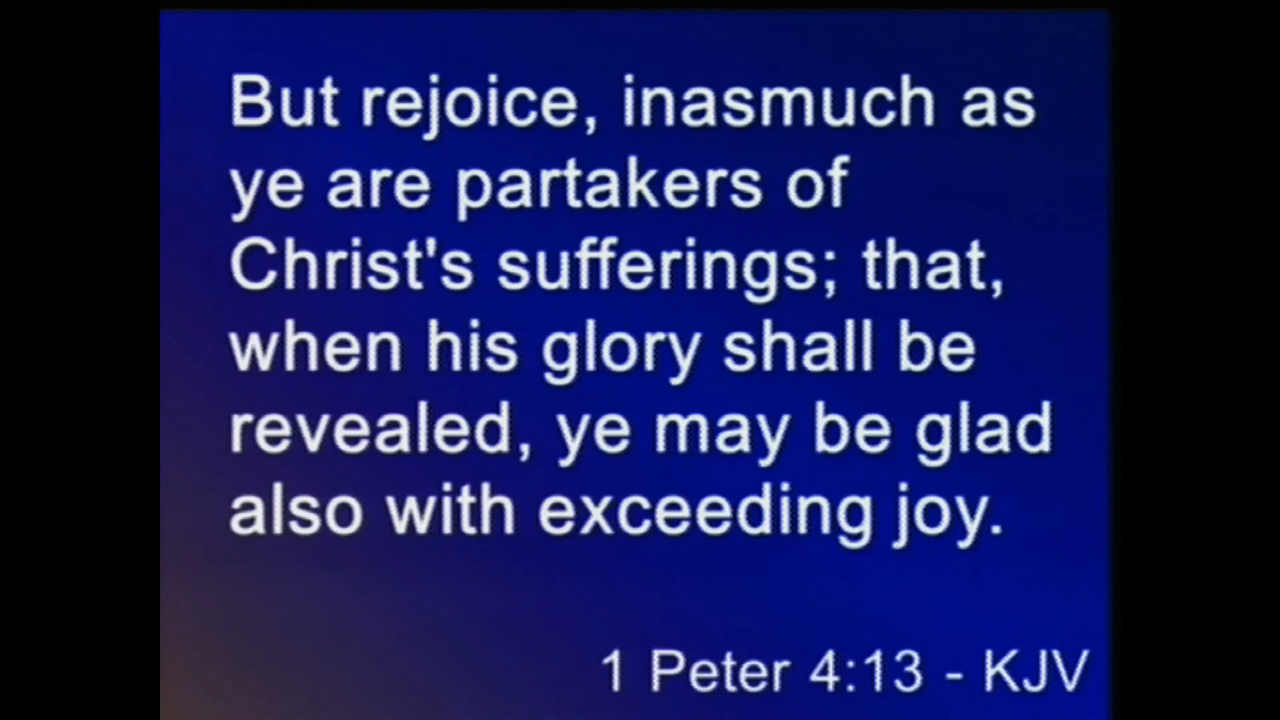 But rejoice, inasmuch as
ye are partakers of
Christ's sufferings; that,
when his glory shall be
revealed, ye may be glad
also with exceeding joy.
1 Peter 4:13 - KJV